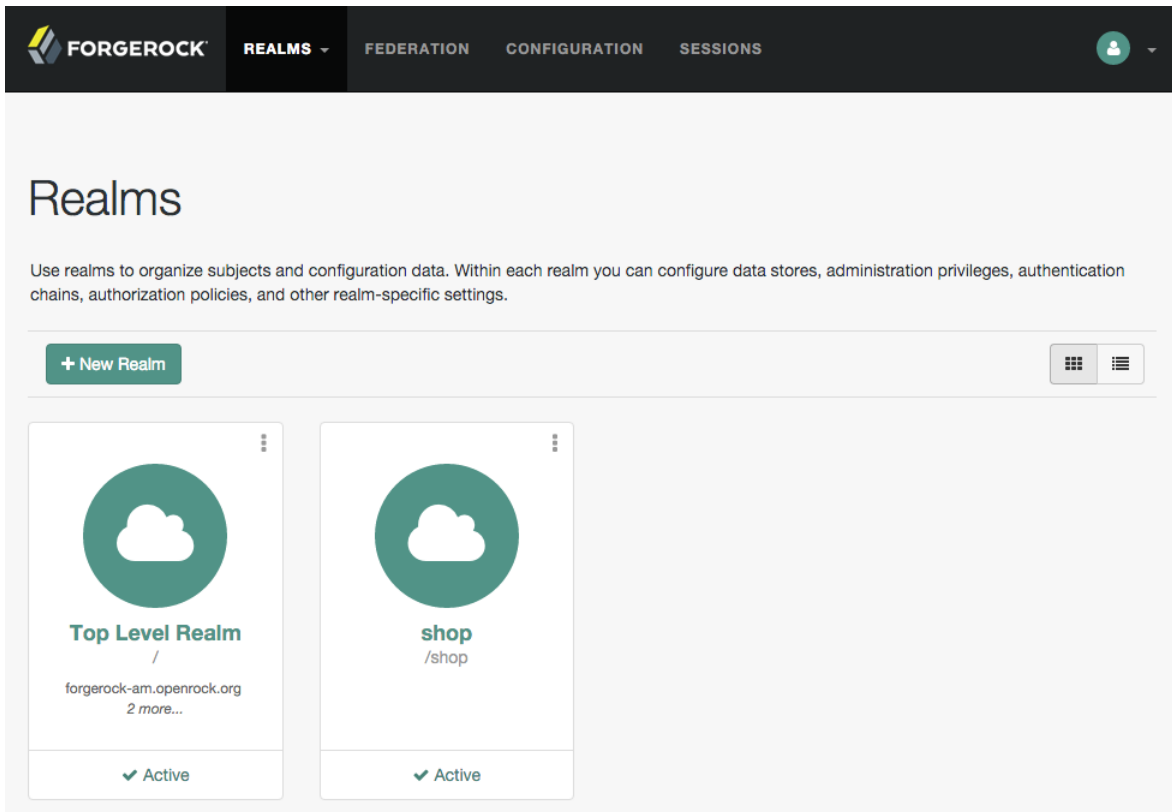 FORGEROCK
REALMS
FEDERATION
CONFIGURATION
SESSIONS
Realms
Use realms to organize subjects and configuration data. Within each realm you can configure data stores, administration privileges, authentication
chains, authorization policies, and other realm-specific settings.
+ New Realm
Top Level Realm
/
forgerock-am.openrock.org
2 more...
Active
shop
/shop
Active